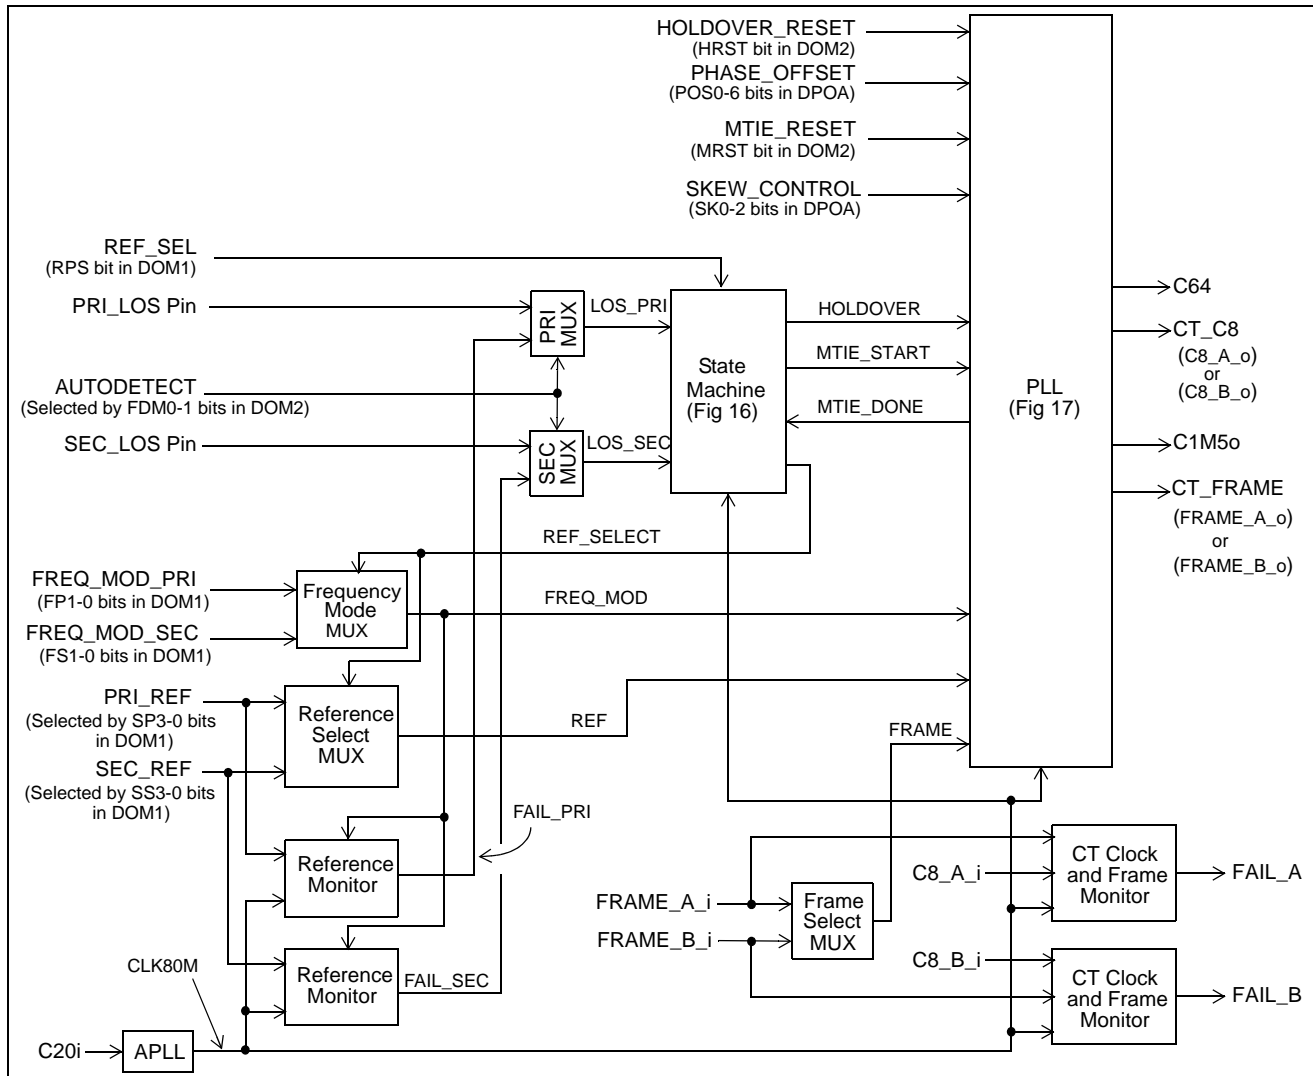 HOLDOVER_RESET
(HRST bit in DOM2)
PHASE_OFFSET
(POS0-6 bits in DPOA)
MTIE_RESET
(MRST bit in DOM2)
SKEW_CONTROL
(SK0-2 bits in DPOA)
REF_SEL
(RPS bit in DOM1)
PRI_LOS Pin
PRI
MUX
LOS_PRI
AUTODETECT
(Selected by FDM0-1 bits in DOM2)
SEC_LOS Pin
SEC
MUX
LOS_SEC
State
Machine
(Fig 16)
HOLDOVER
MTIE_START
MTIE_DONE
PLL
(Fig 17)
C64
CT_C8
(C8_A_o)
or
(C8_B_o)
C1M5o
CT_FRAME
(FRAME_A_o)
or
(FRAME_B_o)
REF_SELECT
FREQ_MOD_PRI
(FP1-0 bits in DOM1)
FREQ_MOD_SEC
(FS1-0 bits in DOM1)
Frequency
Mode
MUX
FREQ_MOD
PRI_REF
(Selected by SP3-0 bits
in DOM1)
SEC_REF
(Selected by SS3-0 bits
in DOM1)
Reference
Select
MUX
REF
FRAME
FAIL_PRI
Reference
Monitor
Reference
Monitor
FAIL_SEC
CLK80M
C20i
APLL
FRAME_A_i
FRAME_B_i
Frame
Select
MUX
C8_A_i
CT Clock
and Frame
Monitor
FAIL_A
C8_B_i
CT Clock
and Frame
Monitor
FAIL_B